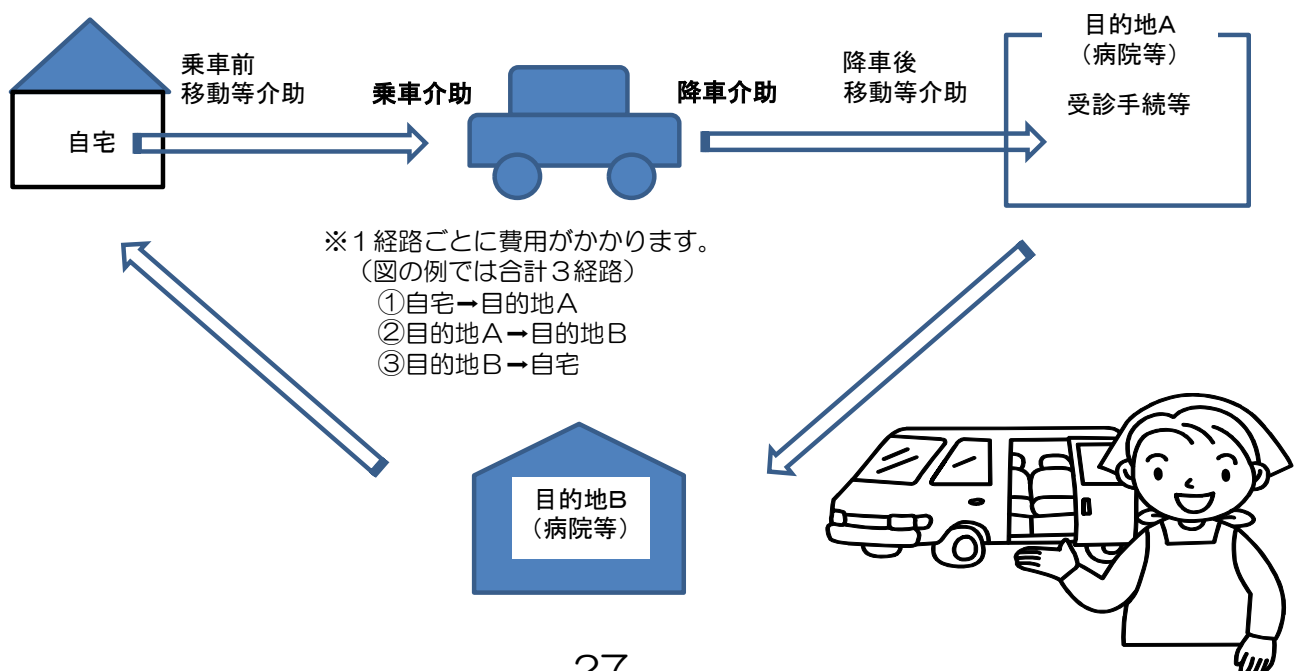 目的地A
（病院等）
受診手続等
乗車前
移動等介助
乗車介助
降車介助
降車後
移動等介助
自宅
※１経路ごとに費用がかかります。
（図の例では合計３経路）
①自宅➡目的地A
②目的地A➡目的地B
③目的地B➡自宅
目的地B
（病院等）
27